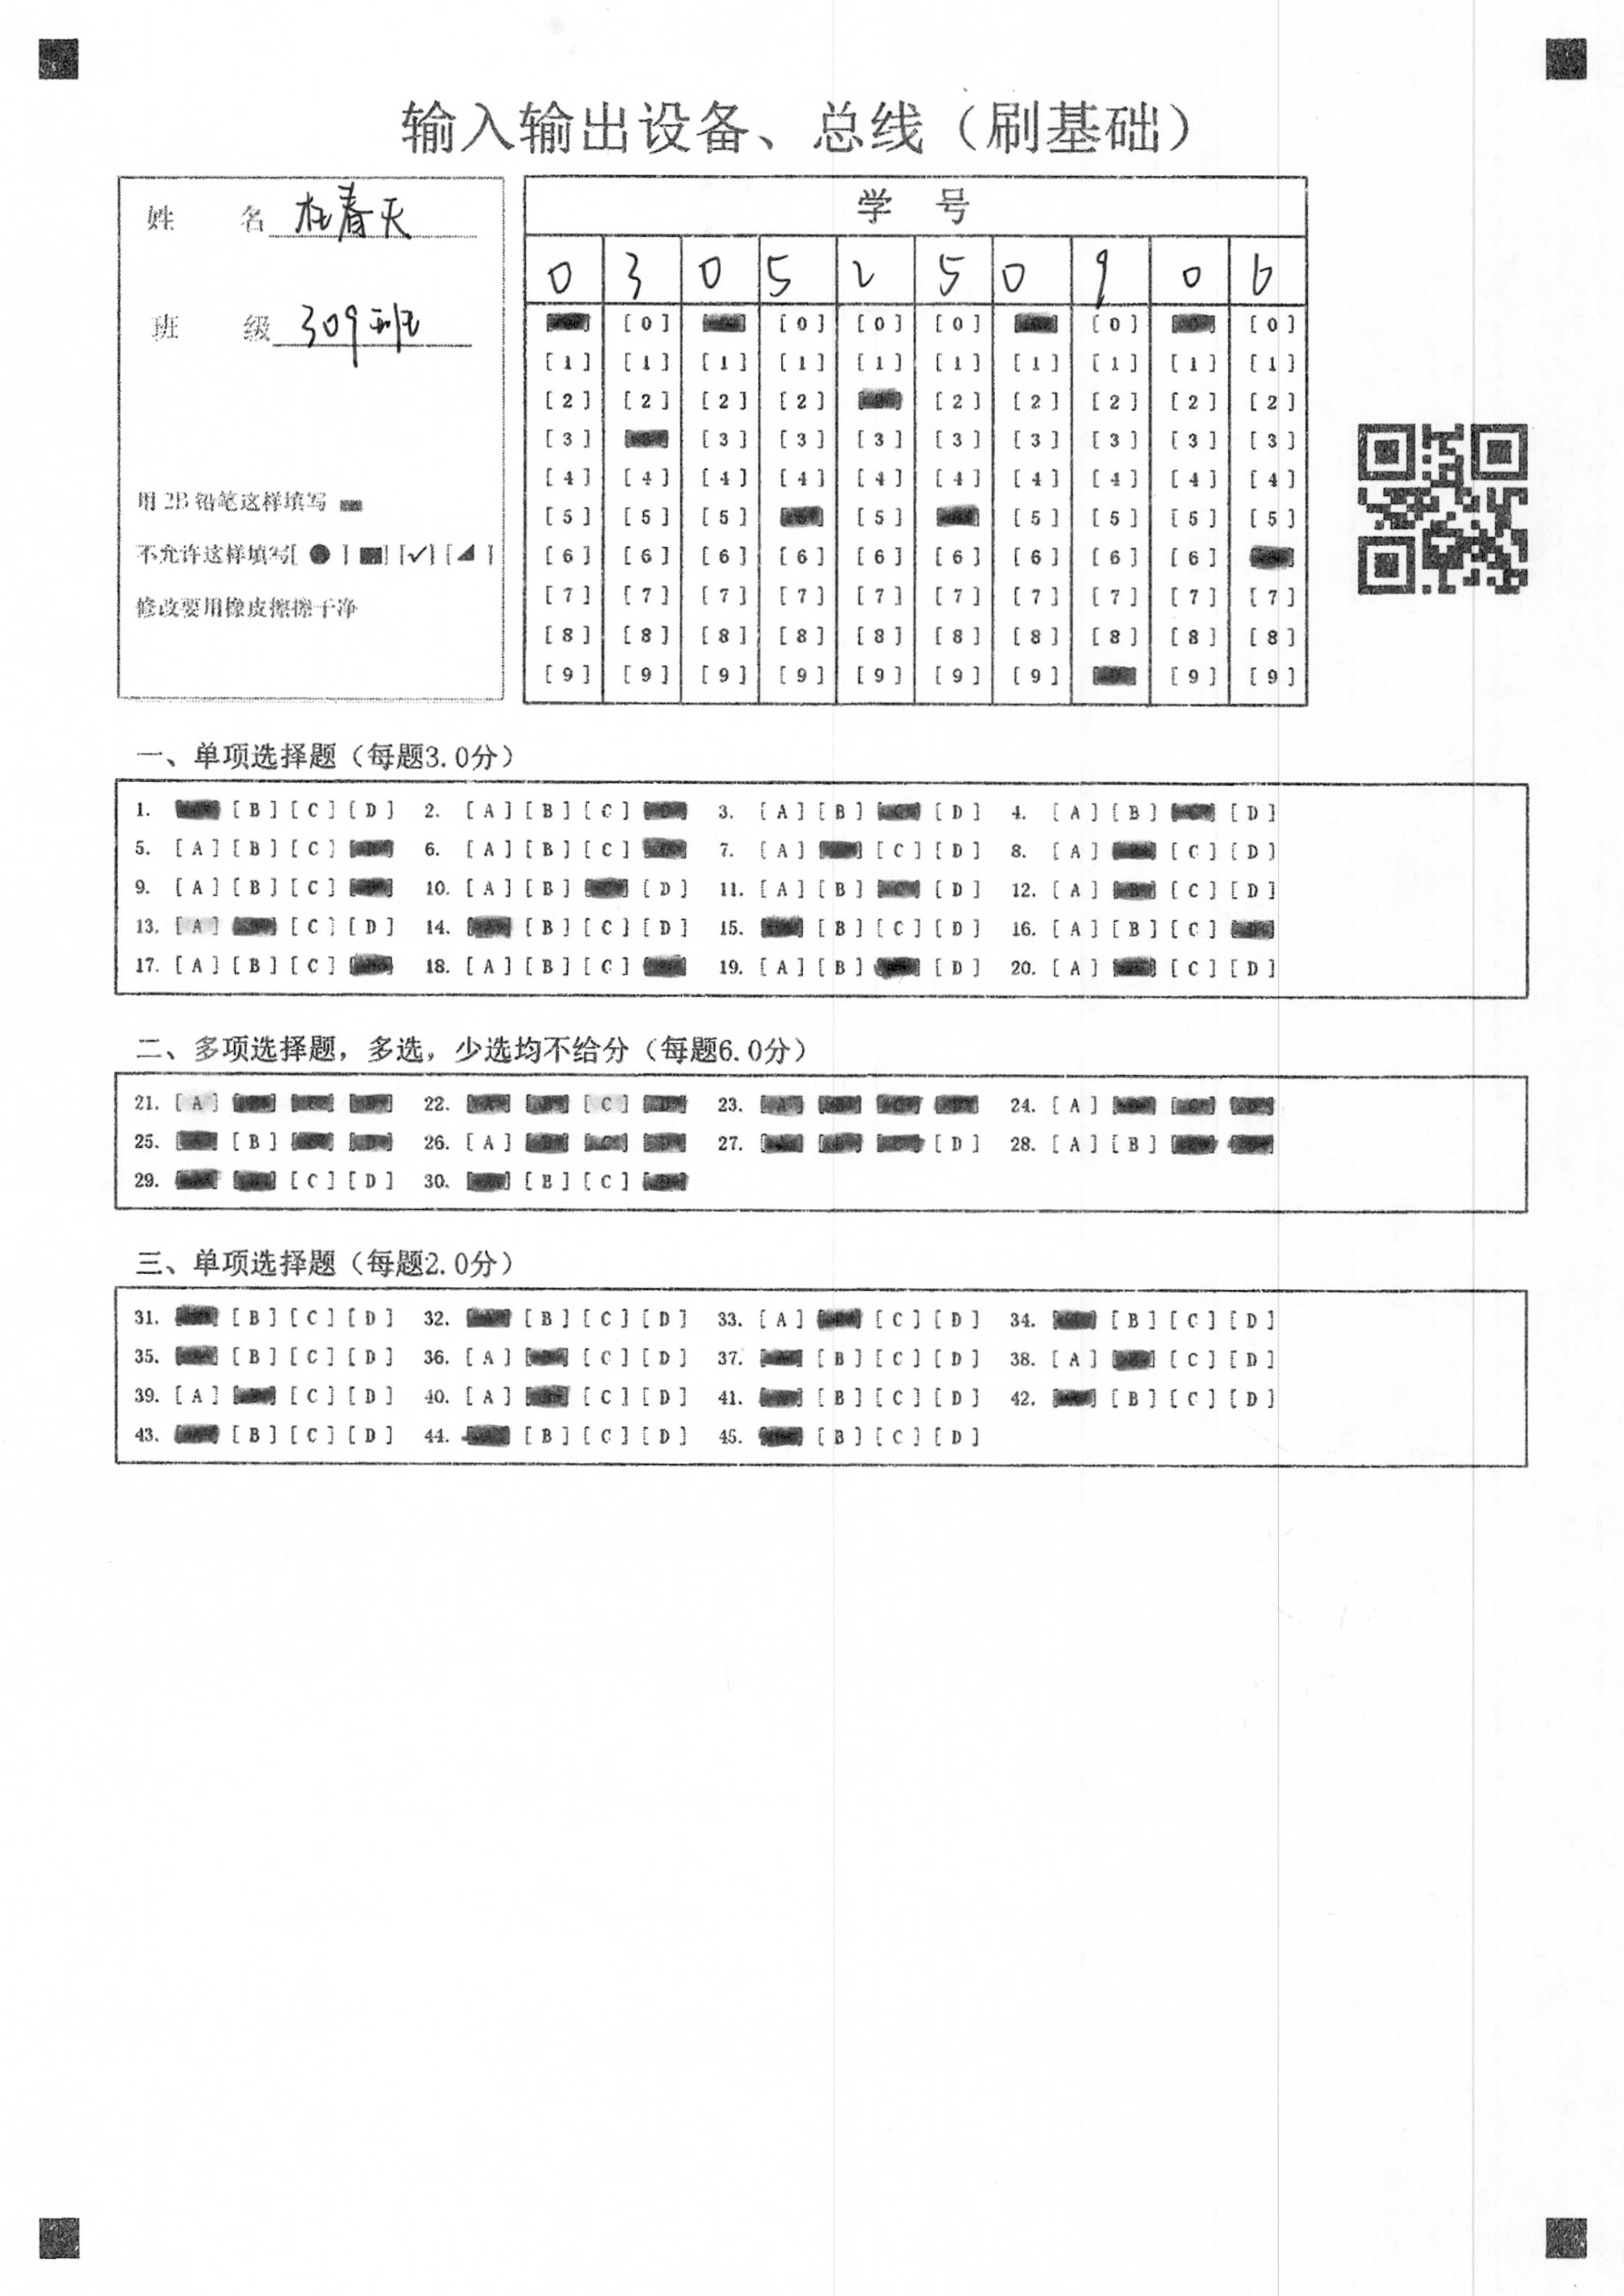 输入输出设备、总线（刷基础）
姓 名 杜春天
班 级 309班
用 2B 铅笔这样填写
不允许这样填写[ ● ] [■] [✓] [◢ ]
修改要用橡皮擦擦干净
学 号
0 3 0 5 2 5 0 9 0 6
[0] [0] [0] [0] [0] [0]
[1] [1] [1] [1] [1] [1] [1] [1] [1] [1]
[2] [2] [2] [2] [2] [2] [2] [2] [2]
[3] [3] [3] [3] [3] [3] [3] [3] [3]
[4] [4] [4] [4] [4] [4] [4] [4] [4] [4]
[5] [5] [5] [5] [5] [5] [5] [5]
[6] [6] [6] [6] [6] [6] [6] [6] [6]
[7] [7] [7] [7] [7] [7] [7] [7] [7] [7]
[8] [8] [8] [8] [8] [8] [8] [8] [8] [8]
[9] [9] [9] [9] [9] [9] [9] [9] [9]
一、单项选择题（每题3.0分）
1. [B] [C] [D] 2. [A] [B] [C] 3. [A] [B] [D] 4. [A] [B] [D]
5. [A] [B] [C] 6. [A] [B] [C] 7. [A] [C] [D] 8. [A] [C] [D]
9. [A] [B] [C] 10. [A] [B] [D] 11. [A] [B] [D] 12. [A] [C] [D]
13. [A] [C] [D] 14. [B] [C] [D] 15. [B] [C] [D] 16. [A] [B] [C]
17. [A] [B] [C] 18. [A] [B] [C] 19. [A] [B] [D] 20. [A] [C] [D]
二、多项选择题，多选，少选均不给分（每题6.0分）
21. [A] 22. [C] 23. 24. [A]
25. [B] 26. [A] 27. [D] 28. [A] [B]
29. [C] [D] 30. [B] [C]
三、单项选择题（每题2.0分）
31. [B] [C] [D] 32. [B] [C] [D] 33. [A] [C] [D] 34. [B] [C] [D]
35. [B] [C] [D] 36. [A] [C] [D] 37. [B] [C] [D] 38. [A] [C] [D]
39. [A] [C] [D] 40. [A] [C] [D] 41. [B] [C] [D] 42. [B] [C] [D]
43. [B] [C] [D] 44. [B] [C] [D] 45. [B] [C] [D]